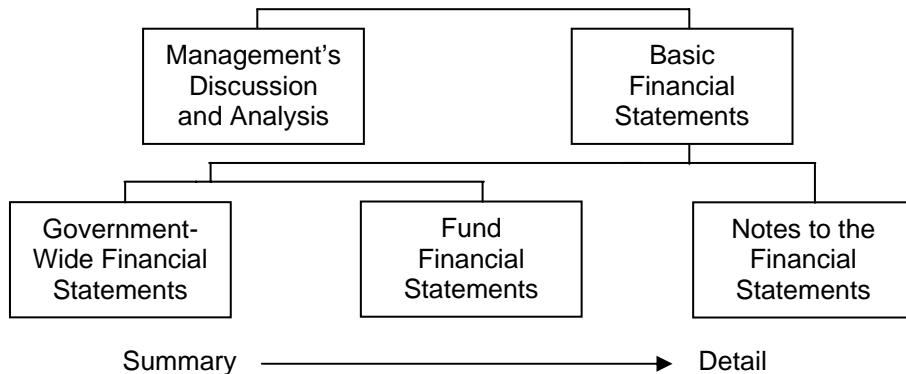 Management’s
Discussion
and Analysis
Basic
Financial
Statements
Government-
Wide Financial
Statements
Fund
Financial
Statements
Notes to the
Financial
Statements
Summary
Detail